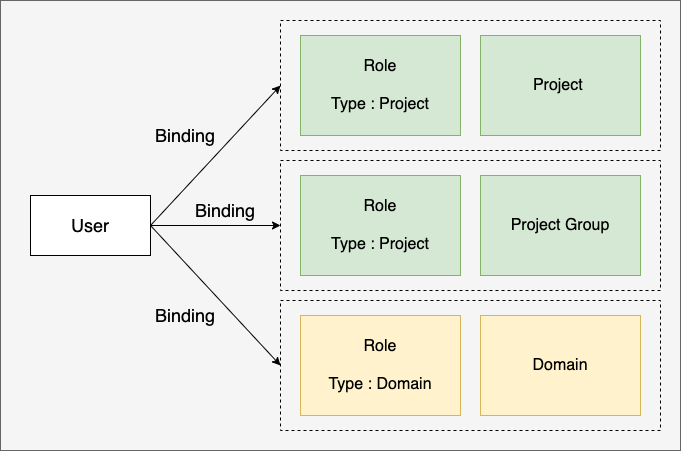 Role
Type : Project
Project
Binding
Role
Type : Project
Project Group
Binding
User
Binding
Role
Type : Domain
Domain